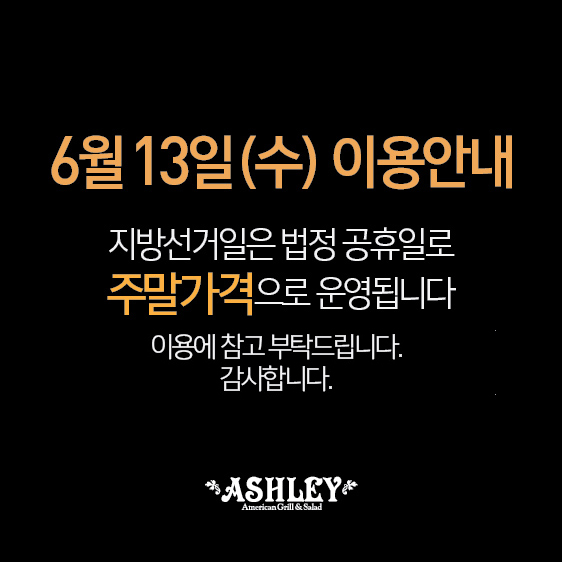 6월 13일(수) 이용안내
지방선거일은 법정 공휴일로
주말가격으로 운영됩니다
이용에 참고 부탁드립니다.
감사합니다.
ASHLEY
American Grill & Salad